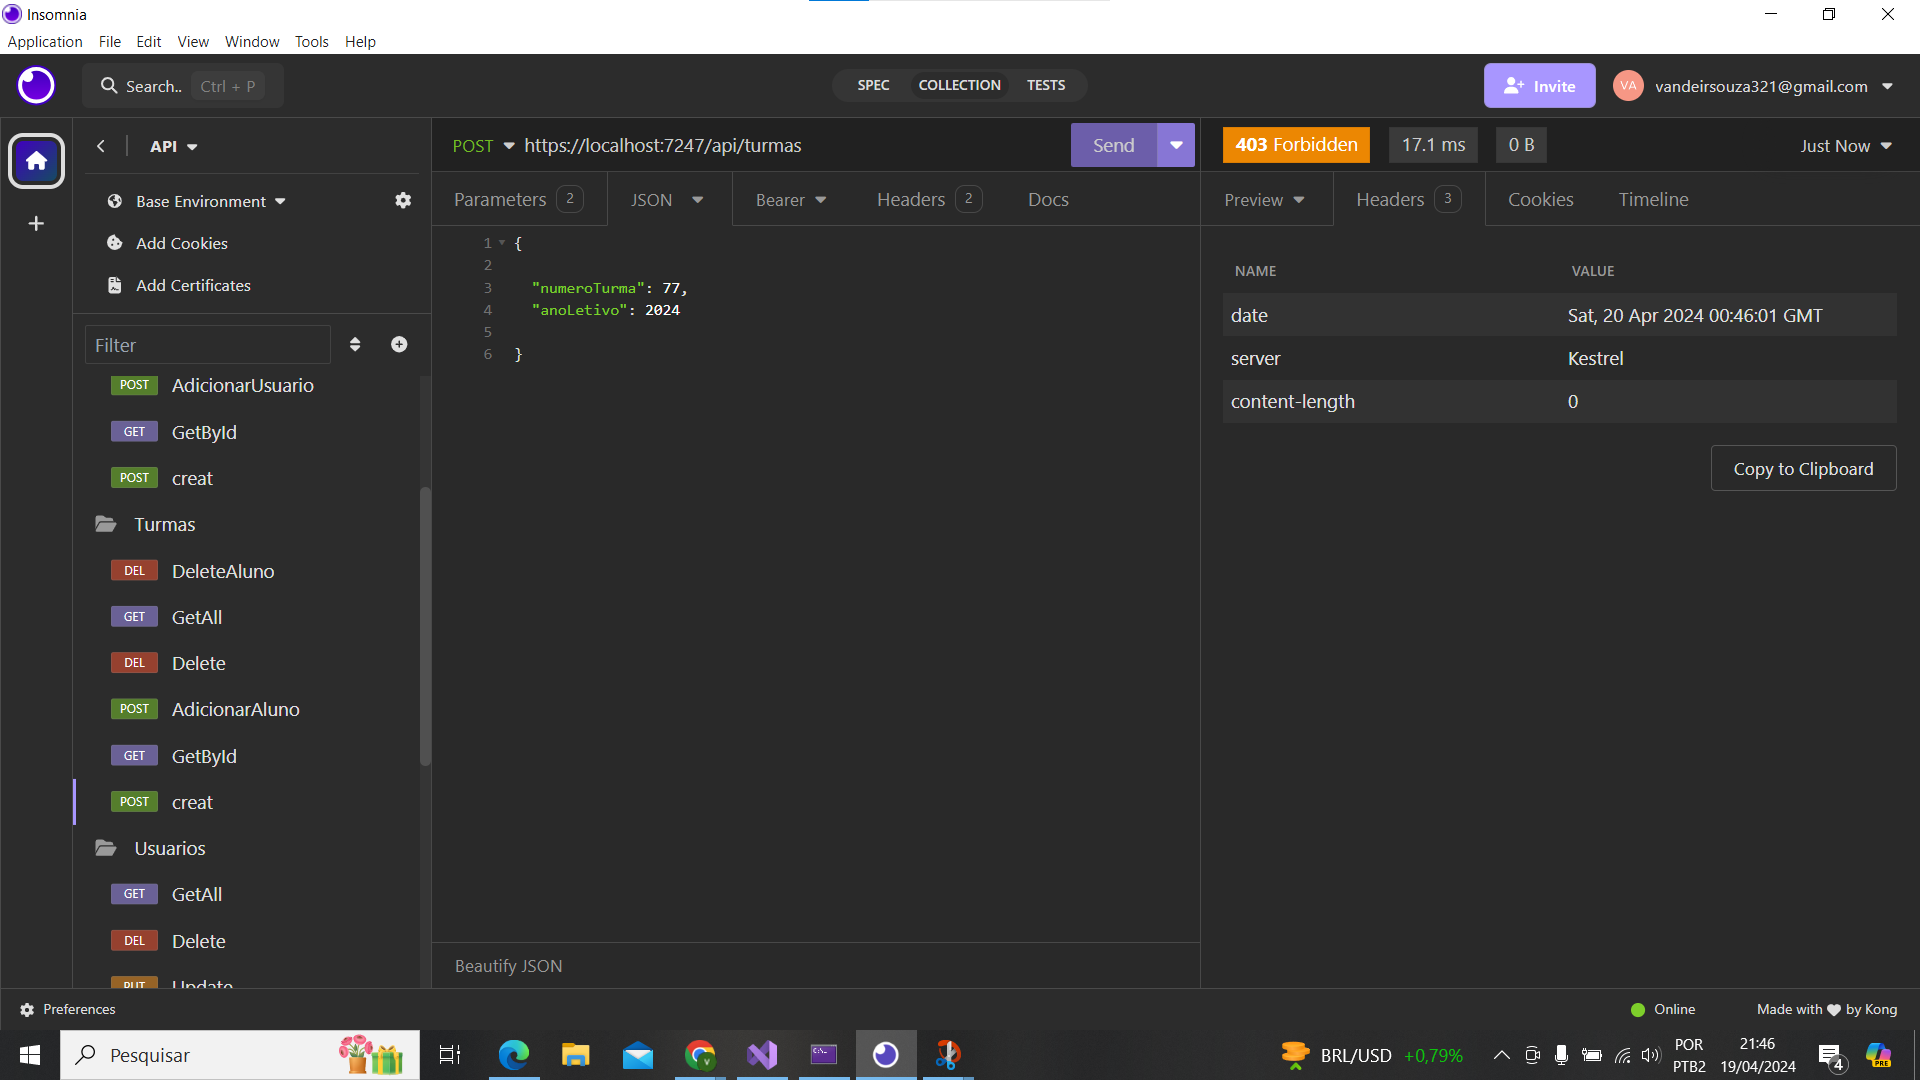 Insomnia
Application File Edit View Window Tools Help
Search.. Ctrl + P
SPEC COLLECTION TESTS
Invite
VA vandeirsouza321@gmail.com
API
Base Environment
Add Cookies
Add Certificates
Filter
POST AdicionarUsuario
GET GetById
POST creat
Turmas
DEL DeleteAluno
GET GetAll
DEL Delete
POST AdicionarAluno
GET GetById
POST creat
Usuarios
GET GetAll
DEL Delete
PUT Update
POST https://localhost:7247/api/turmas Send
Parameters 2 JSON Bearer Headers 2 Docs
1 {
2
3 "numeroTurma": 77,
4 "anoLetivo": 2024
5
6 }
Beautify JSON
403 Forbidden 17.1 ms 0 B Just Now
Preview Headers 3 Cookies Timeline
NAME VALUE
date Sat, 20 Apr 2024 00:46:01 GMT
server Kestrel
content-length 0
Copy to Clipboard
Preferences
Online Made with by Kong
Pesquisar
BRL/USD +0,79%
POR
PTB2
21:46
19/04/2024
4
PRE